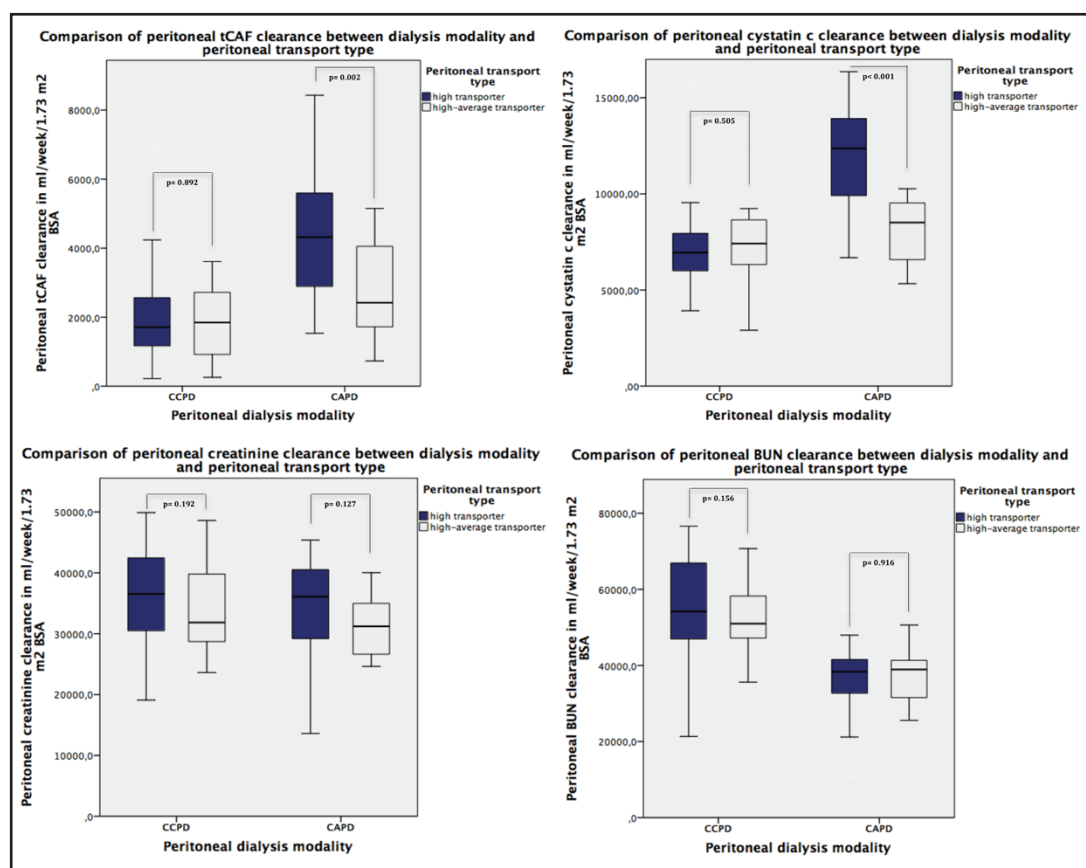 Comparison of peritoneal tCAF clearance between dialysis modality and
peritoneal transport type
Peritoneal transport
type
high transporter
high-average transporter
p= 0.002
p= 0.892
Peritoneal tCAF clearance in ml/week/1.73 m2
BSA
8000,0
6000,0
4000,0
2000,0
,0
CCPD
CAPD
Peritoneal dialysis modality
Comparison of peritoneal cystatin c clearance between dialysis modality
and peritoneal transport type
Peritoneal transport
type
high transporter
high-average transporter
p< 0.001
p= 0.505
Peritoneal cystatin c clearance in ml/week/1.73
m2 BSA
15000,00
10000,00
5000,00
,00
CCPD
CAPD
Peritoneal dialysis modality
Comparison of peritoneal creatinine clearance between dialysis modality
and peritoneal transport type
Peritoneal transport
type
high transporter
high-average transporter
p= 0.192
p= 0.127
Peritoneal creatinine clearance in ml/week/1.73
m2 BSA
50000,0
40000,0
30000,0
20000,0
10000,0
,0
CCPD
CAPD
Peritoneal dialysis modality
Comparison of peritoneal BUN clearance between dialysis modality and
peritoneal transport type
Peritoneal transport
type
high transporter
high-average transporter
p= 0.156
p= 0.916
Peritoneal BUN clearance in ml/week/1.73 m2
BSA
80000,0
60000,0
40000,0
20000,0
,0
CCPD
CAPD
Peritoneal dialysis modality